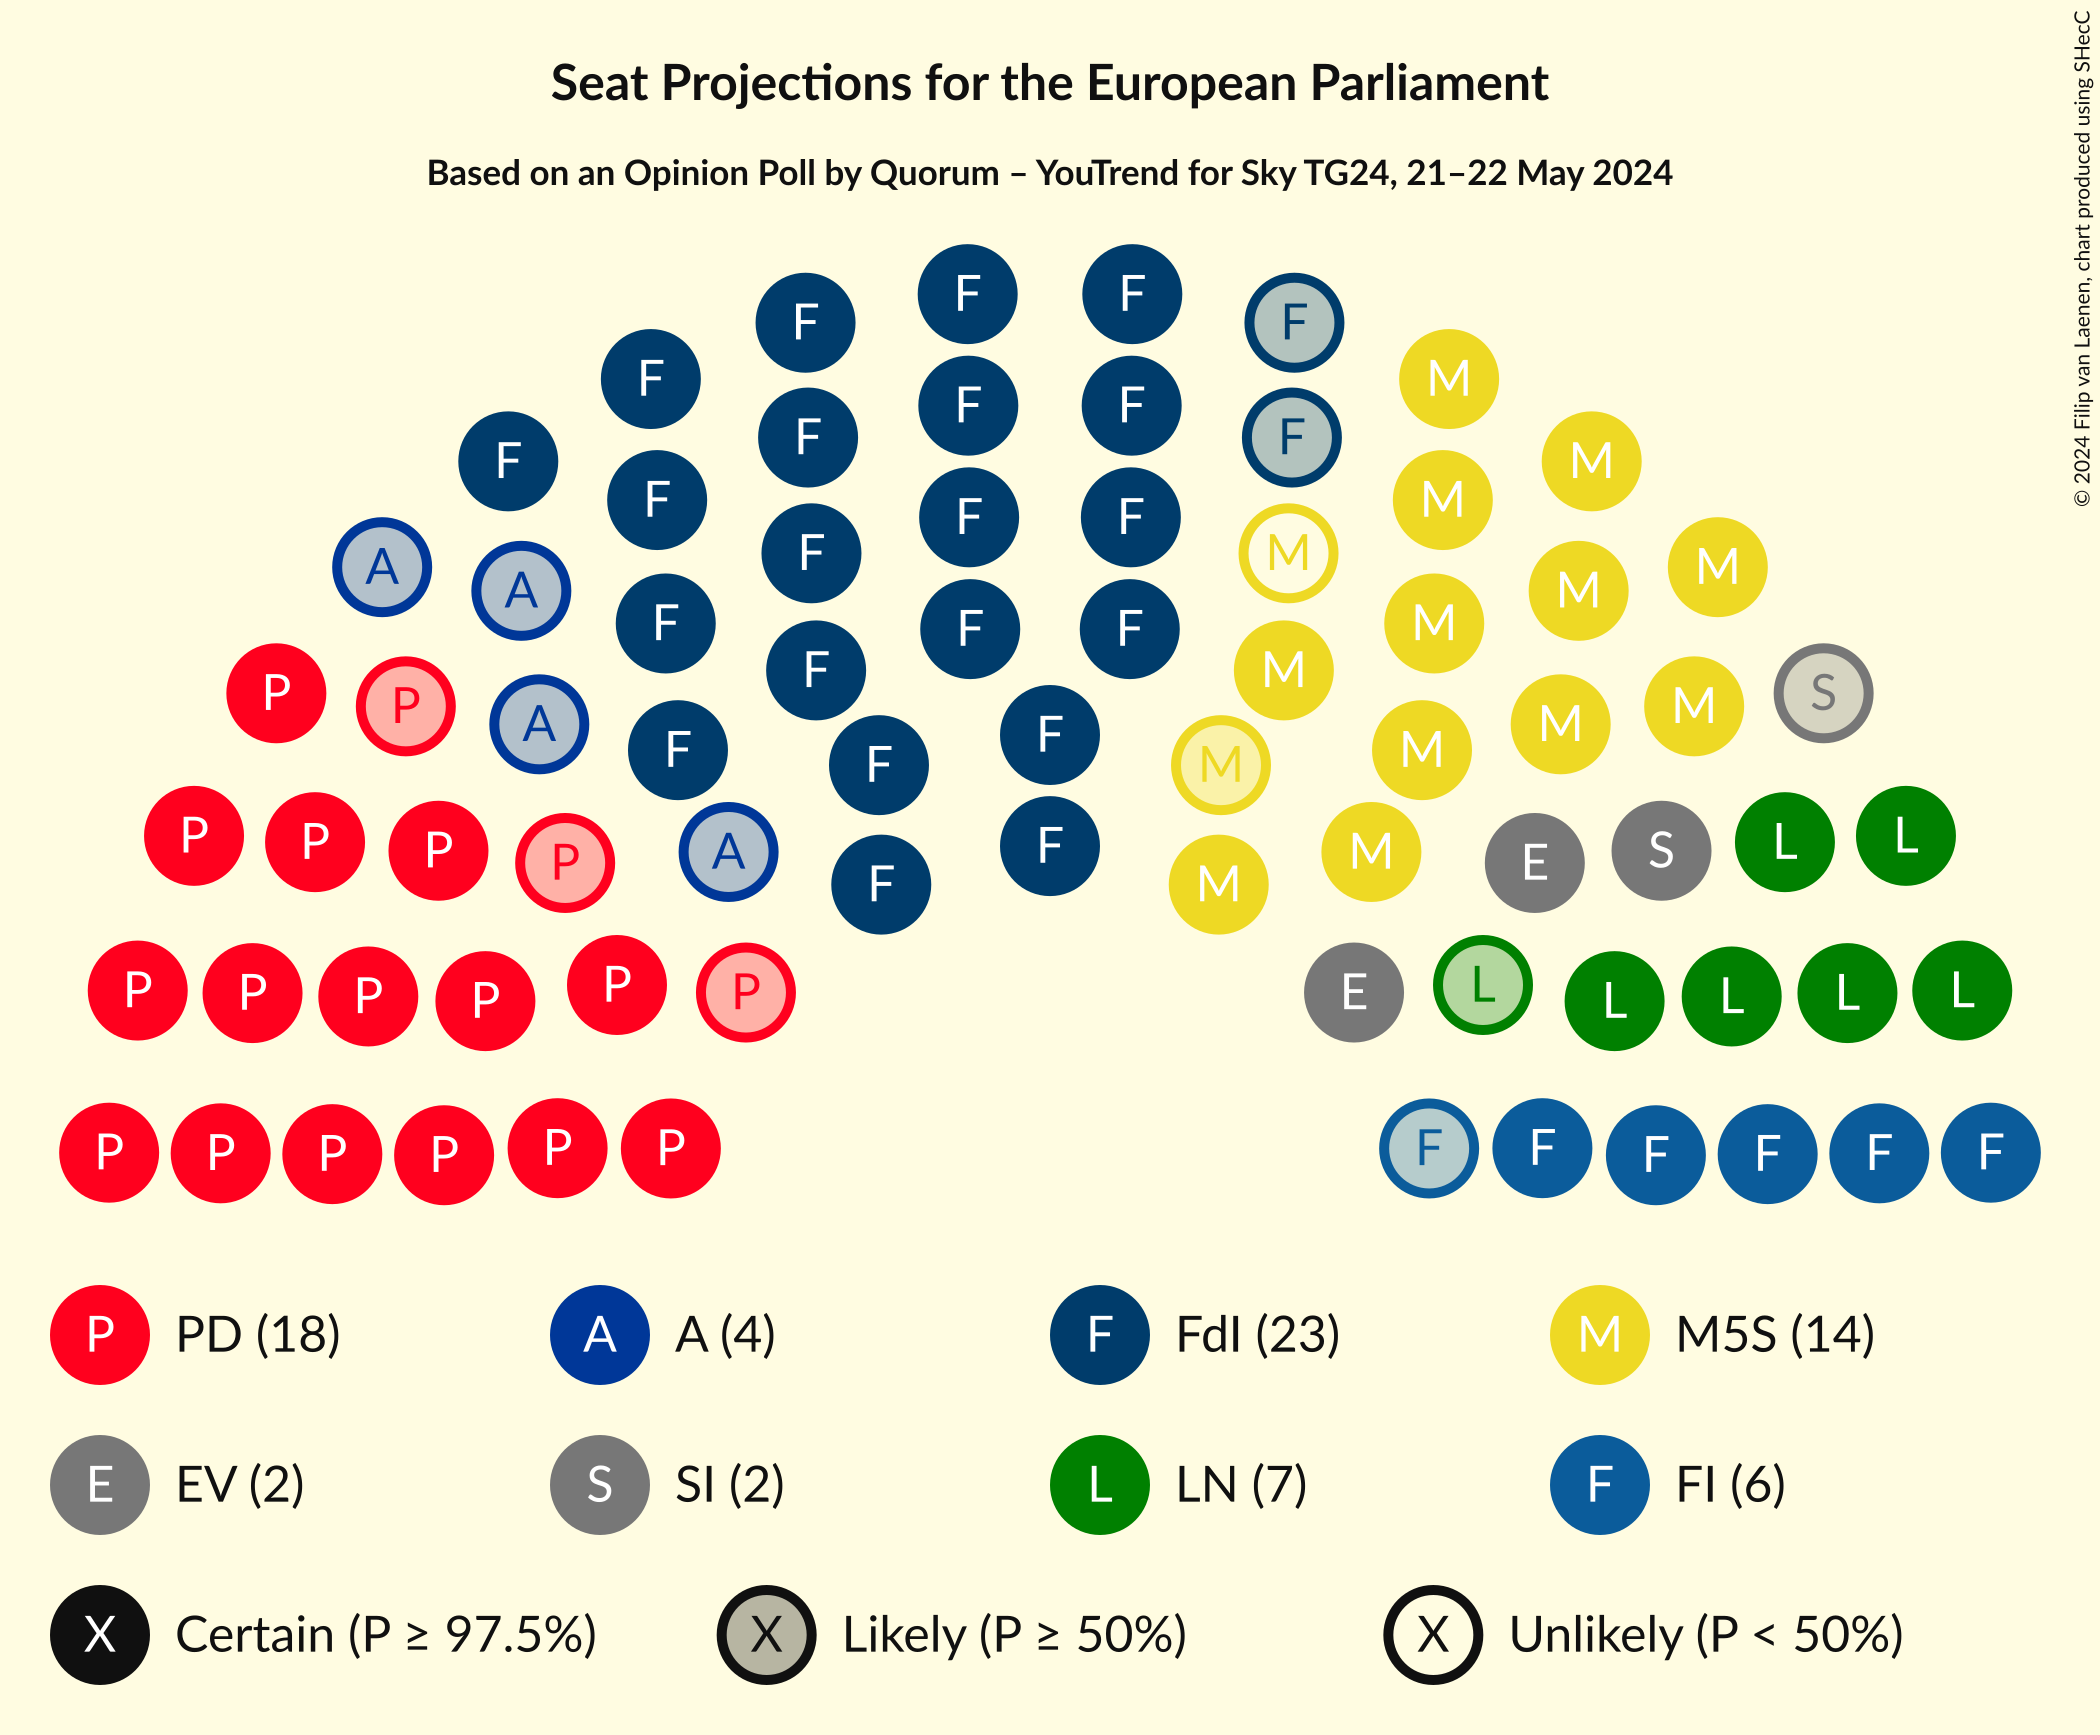 Seat Projections for the European Parliament
Based on an Opinion Poll by Quorum – YouTrend for Sky TG24, 21–22 May 2024
© 2024 Filip van Laenen, chart produced using SHecC
F F
F F
F M
F F
F F
F M
F M
F M
F F
F M
A M
A M
F M
F F
F M
P S
P M
A M
F M
F M
F
P L
P L
P S
P E
A M
F
F M
P L
P L
P L
P L
P L
P E
P P P P P P F F F F F F
P PD (18) A A (4) F FdI (23) M M5S (14)
E EV (2) S SI (2) L LN (7) F FI (6)
X Certain (P ≥ 97.5%) X Likely (P ≥ 50%) X Unlikely (P < 50%)